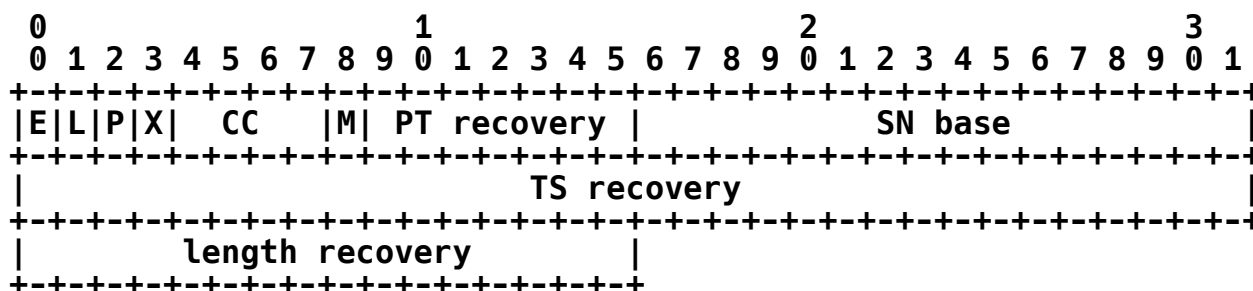 0                   1                   2                   3
 0 1 2 3 4 5 6 7 8 9 0 1 2 3 4 5 6 7 8 9 0 1 2 3 4 5 6 7 8 9 0 1
+-+-+-+-+-+-+-+-+-+-+-+-+-+-+-+-+-+-+-+-+-+-+-+-+-+-+-+-+-+-+-+-+
|E|L|P|X|  CC   |M| PT recovery |            SN base            |
+-+-+-+-+-+-+-+-+-+-+-+-+-+-+-+-+-+-+-+-+-+-+-+-+-+-+-+-+-+-+-+-+
|                          TS recovery                          |
+-+-+-+-+-+-+-+-+-+-+-+-+-+-+-+-+-+-+-+-+-+-+-+-+-+-+-+-+-+-+-+-+
|        length recovery        |
+-+-+-+-+-+-+-+-+-+-+-+-+-+-+-+-+